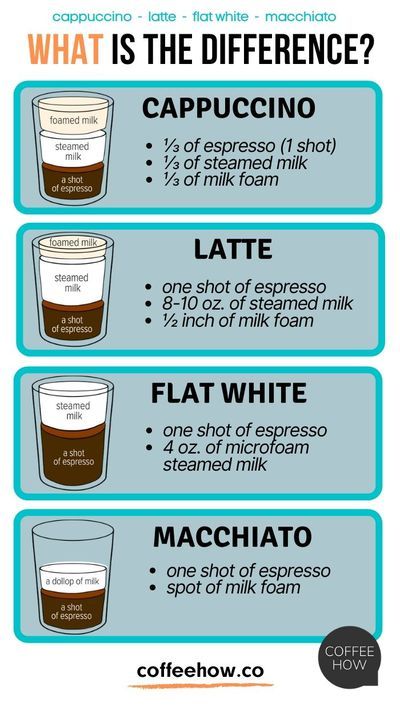 cappuccino - latte - flat white - macchiato
WHAT IS THE DIFFERENCE?
CAPPUCCINO
foamed milk
steamed
milk
a shot
of espresso
• ⅓ of espresso (1 shot)
• ⅓ of steamed milk
• ⅓ of milk foam
LATTE
foamed milk
steamed
milk
a shot
of espresso
• one shot of espresso
• 8-10 oz. of steamed milk
• ½ inch of milk foam
FLAT WHITE
steamed
milk
a shot
of espresso
• one shot of espresso
• 4 oz. of microfoam
steamed milk
MACCHIATO
a dollop of milk
a shot
of espresso
• one shot of espresso
• spot of milk foam
COFFEE
HOW
coffeehow.co